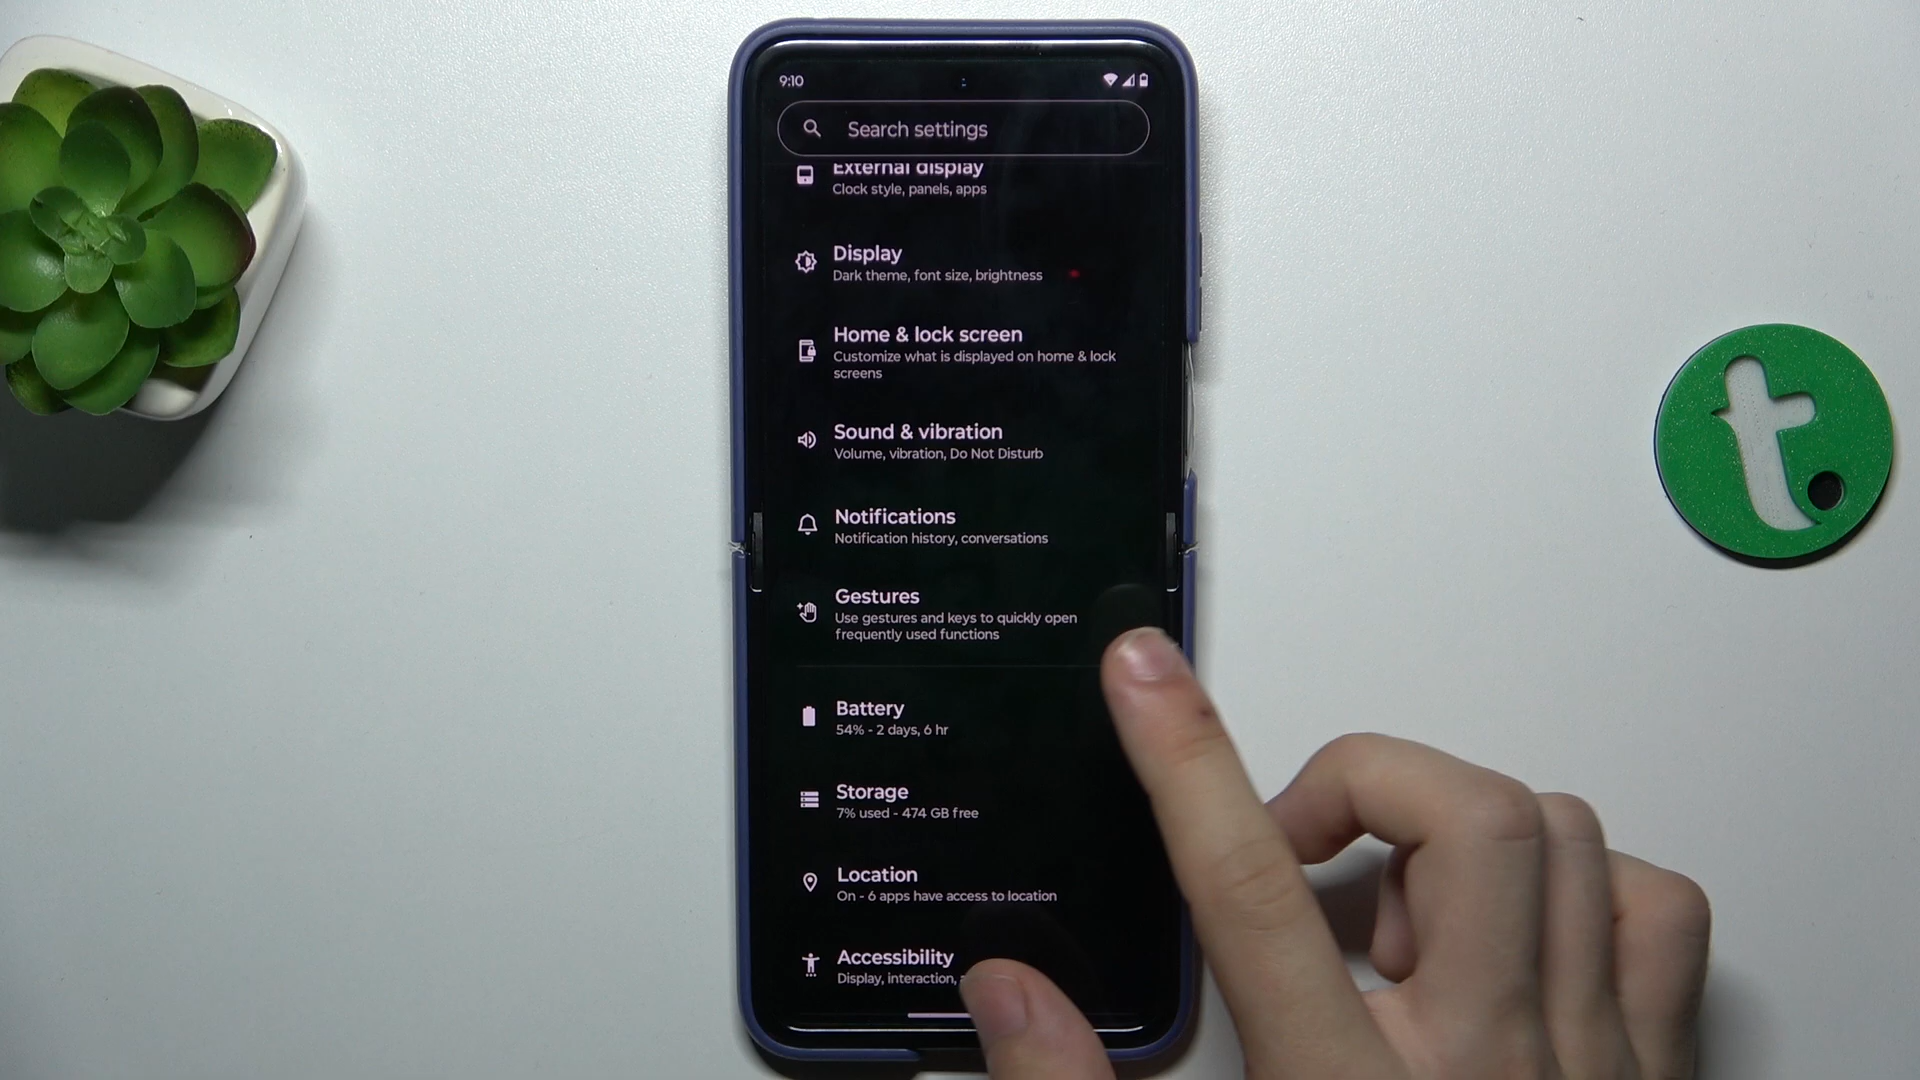 9:10
Search settings
External display
Clock style, panels, apps
Display
Dark theme, font size, brightness
Home & lock screen
Customize what is displayed on home & lock
screens
Sound & vibration
Volume, vibration, Do Not Disturb
Notifications
Notification history, conversations
Gestures
Use gestures and keys to quickly open
frequently used functions
Battery
54% - 2 days, 6 hr
Storage
7% used - 474 GB free
Location
On - 6 apps have access to location
Accessibility
Display, interaction,
t